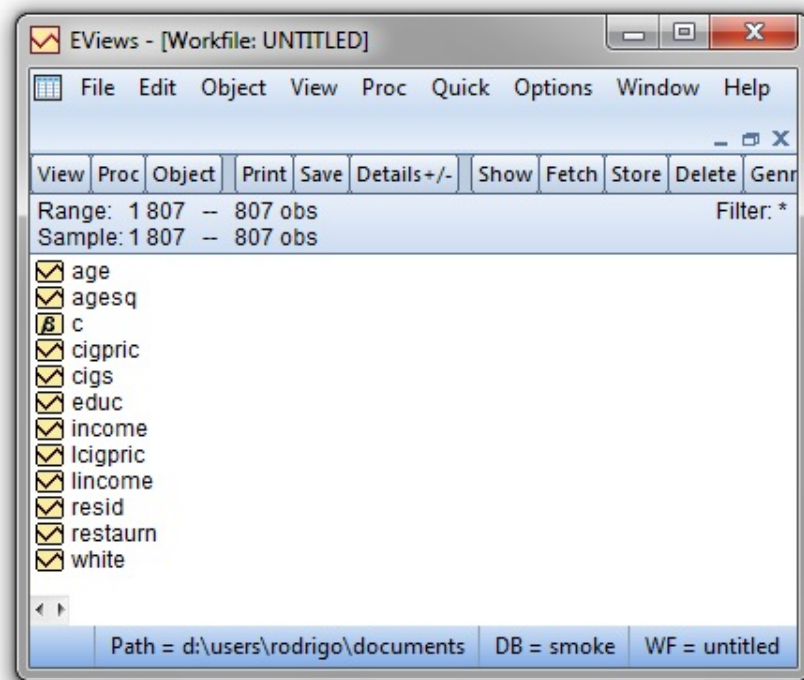 EViews - [Workfile: UNTITLED]
File Edit Object View Proc Quick Options Window Help
View Proc Object Print Save Details+/- Show Fetch Store Delete Genr
Range: 1 807 -- 807 obs Filter: *
Sample: 1 807 -- 807 obs
age
agesq
β c
cigpric
cigs
educ
income
lcigpric
lincome
resid
restaurn
white
Path = d:\users\rodrigo\documents DB = smoke WF = untitled